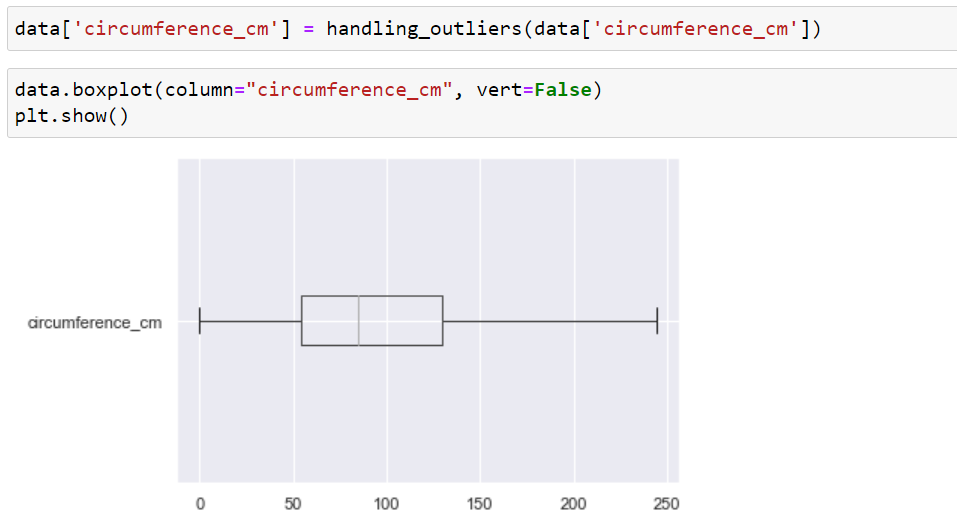 data['circumference_cm'] = handling_outliers(data['circumference_cm'])
data.boxplot(column="circumference_cm", vert=False)
plt.show()
circumference_cm
0 50 100 150 200 250